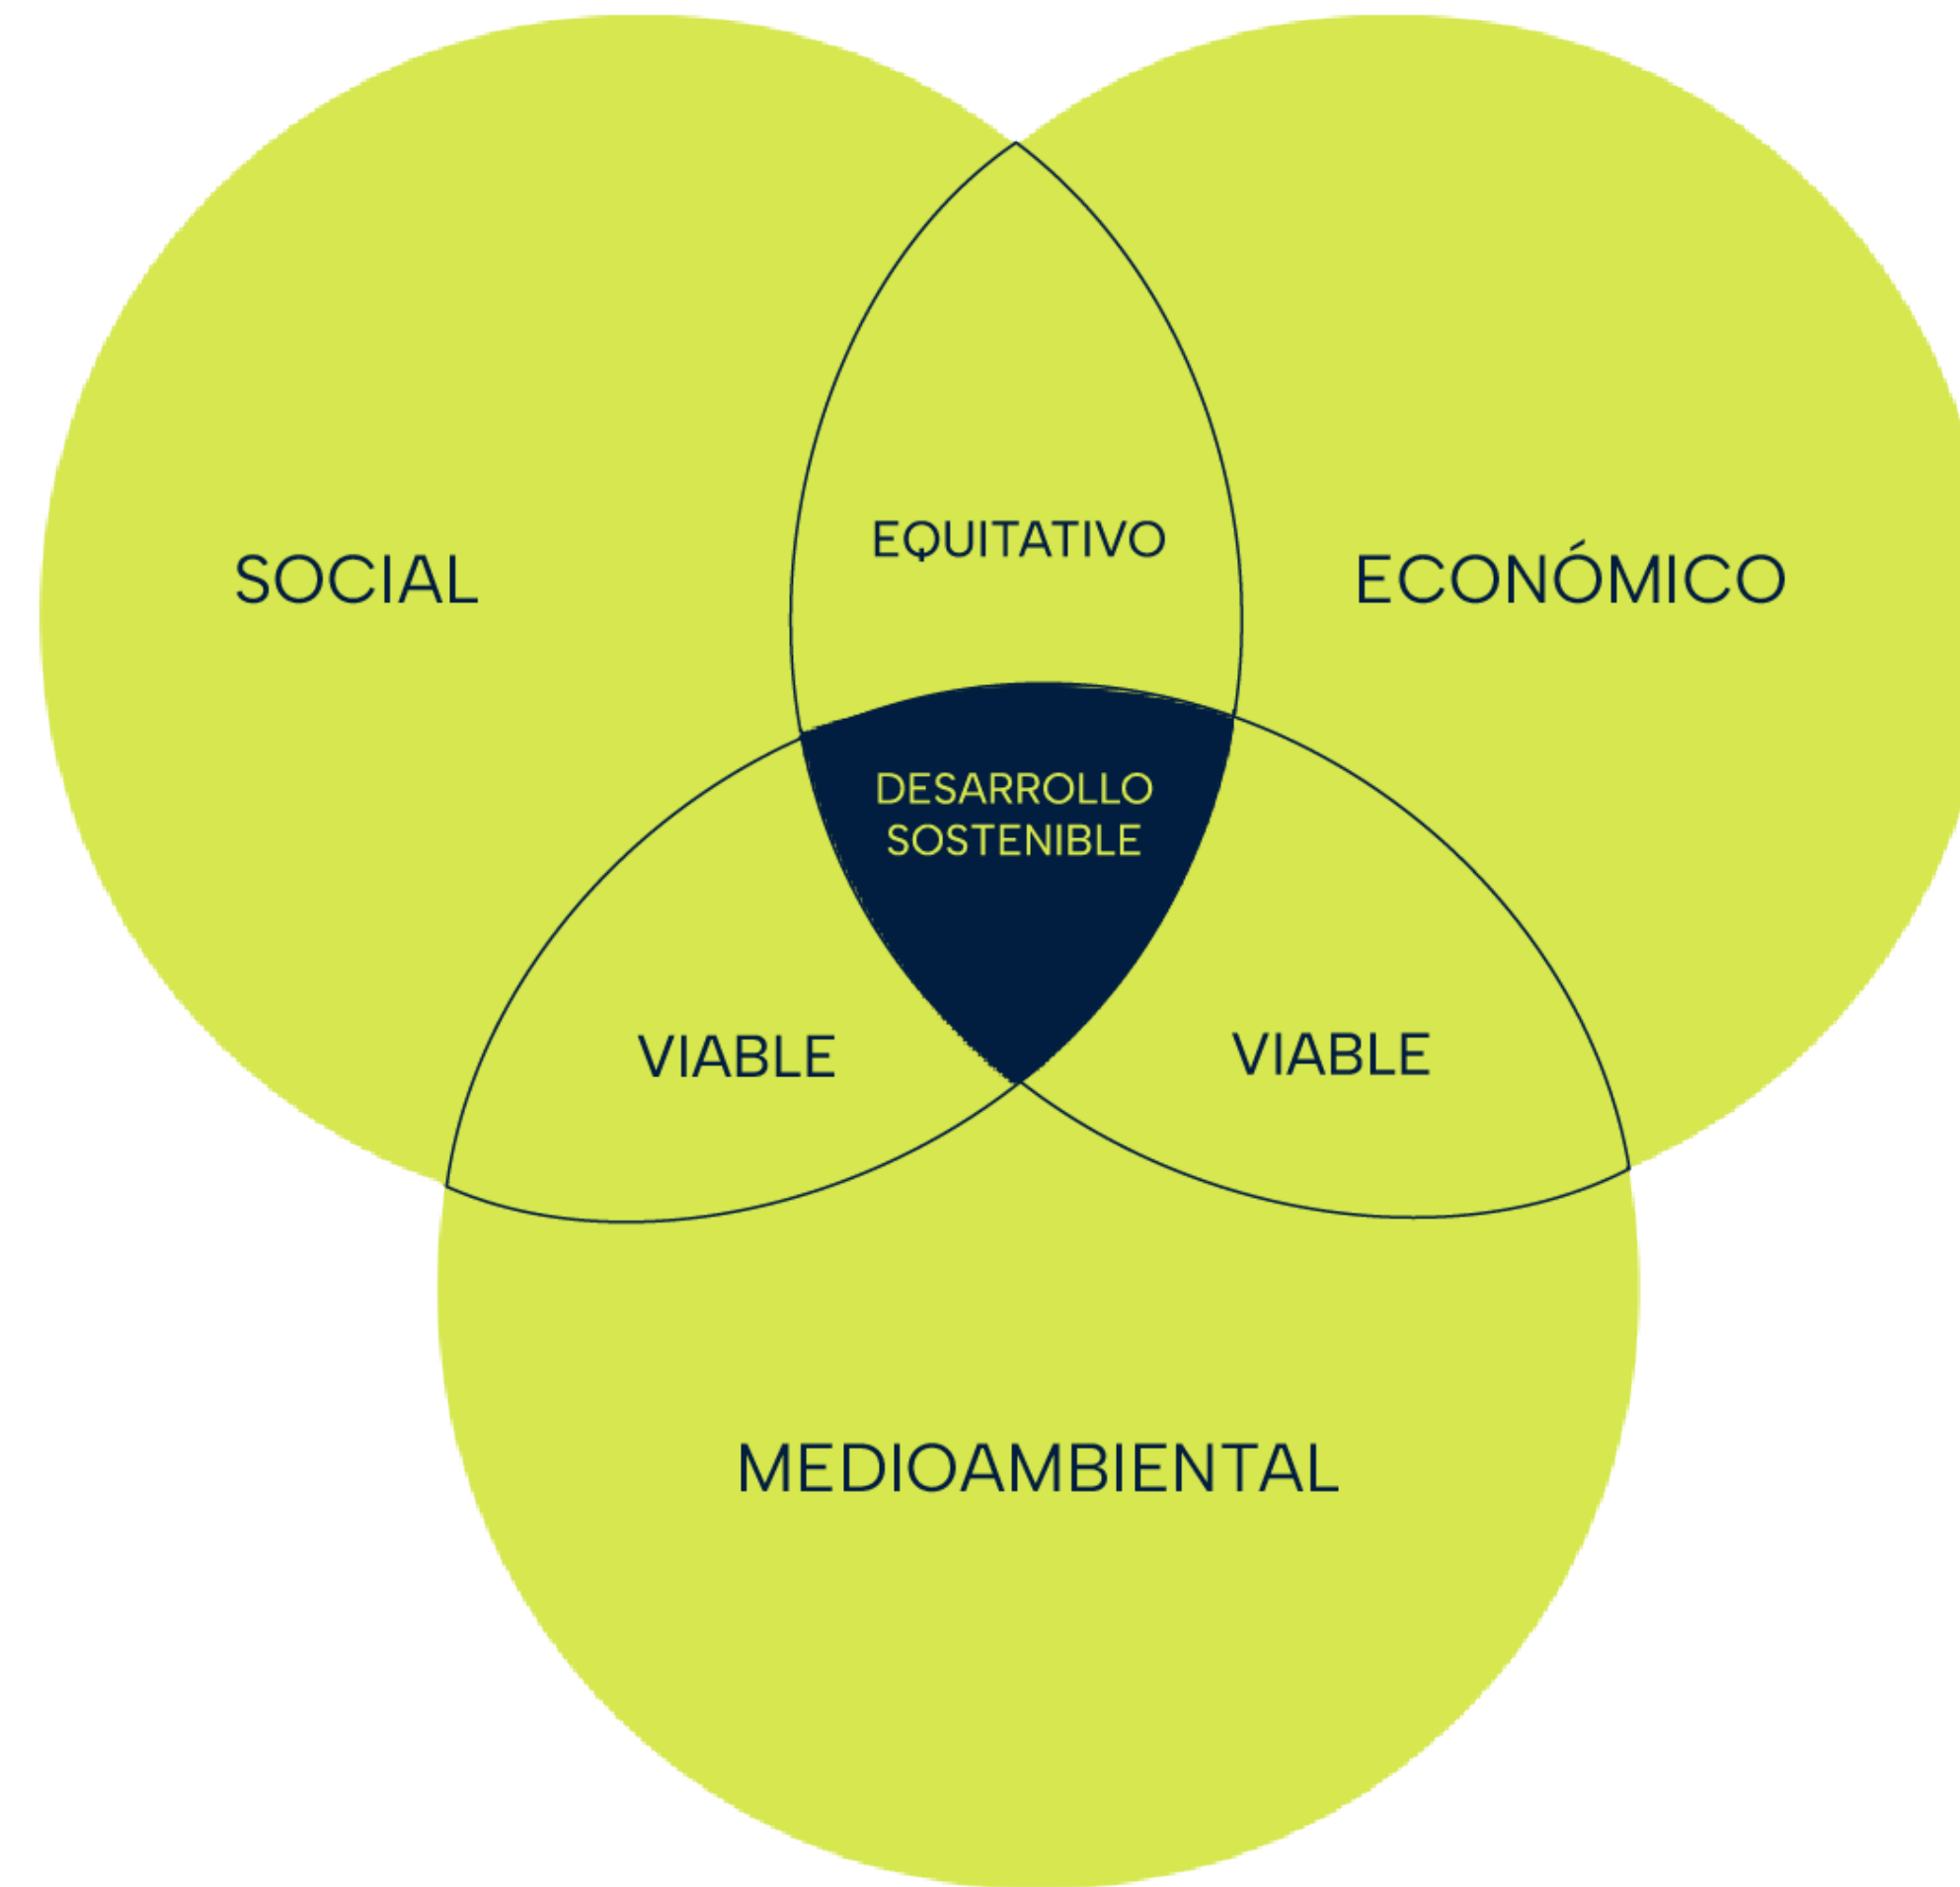 EQUITATIVO
SOCIAL
ECONÓMICO
DESARROLLO
SOSTENIBLE
VIABLE
VIABLE
MEDIOAMBIENTAL